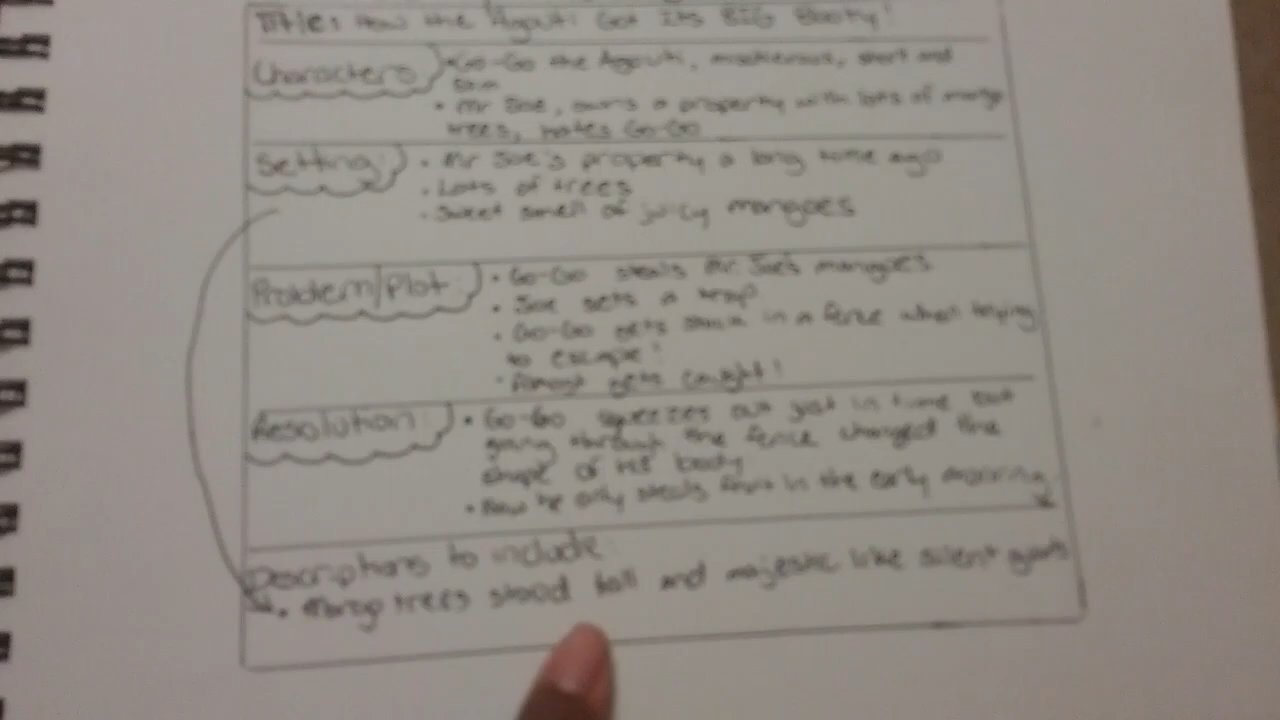 Title: How the Agouti Got Its BIG Booty!
Characters
• Go-Go the Agouti, mischievous, short and
slim
• Mr Joe, owns a property with lots of mango
trees, hates Go-Go
Setting:
• Mr Joe's property a long time ago
• Lots of trees
• Sweet smell of juicy mangoes
Problem/Plot:
• Go-Go steals Mr. Joe's mangoes
• Joe sets a trap
• Go-Go gets stuck in a fence when trying
to escape!
• Almost gets caught!
Resolution:
• Go-Go squeezes out just in time but
going through the fence changed the
shape of his body
• Now he only steals fruit in the early morning.
Descriptions to include:
• Mango trees stood tall and majestic like silent giants